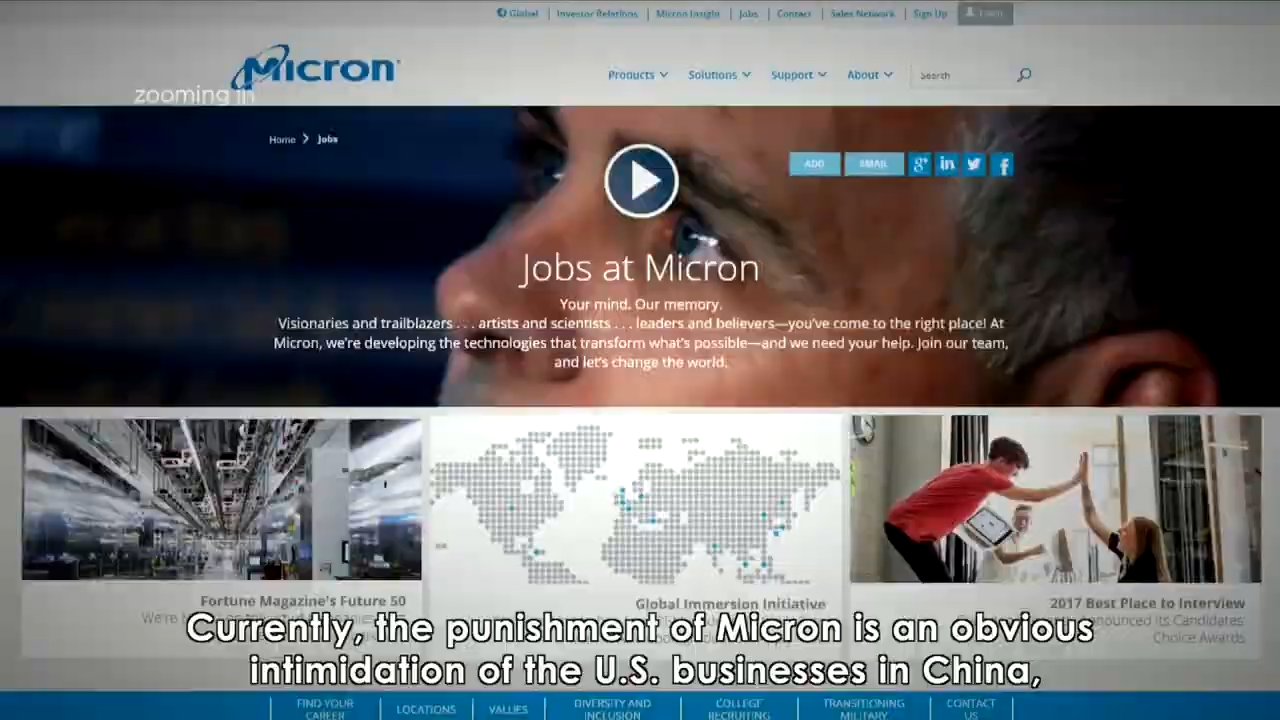 Global
Investor Relations
Micron Insight
Jobs
Contact
Sales Network
Sign Up
Login
Micron
zooming in
Products
Solutions
Support
About
Search
Home > Jobs
ADD
EMAIL
g+
in
f
Jobs at Micron
Your mind. Our memory.
Visionaries and trailblazers . . . artists and scientists . . . leaders and believers—you've come to the right place! At
Micron, we're developing the technologies that transform what's possible—and we need your help. Join our team,
and let's change the world.
Fortune Magazine's Future 50
Global Immersion Initiative
2017 Best Place to Interview
announced its Candidates'
Choice Awards
Currently, the punishment of Micron is an obvious
intimidation of the U.S. businesses in China,
FIND YOUR
CAREER
LOCATIONS
VALUES
DIVERSITY AND
INCLUSION
COLLEGE
RECRUITING
TRANSITIONING
MILITARY
CONTACT
US